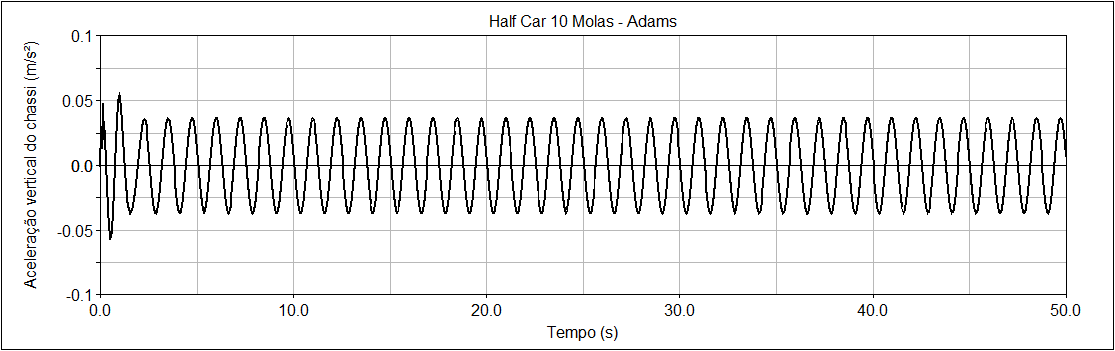 Half Car 10 Molas - Adams
Aceleração vertical do chassi (m/s²)
0.1
0.05
0.0
-0.05
-0.1
0.0 10.0 20.0 30.0 40.0 50.0
Tempo (s)